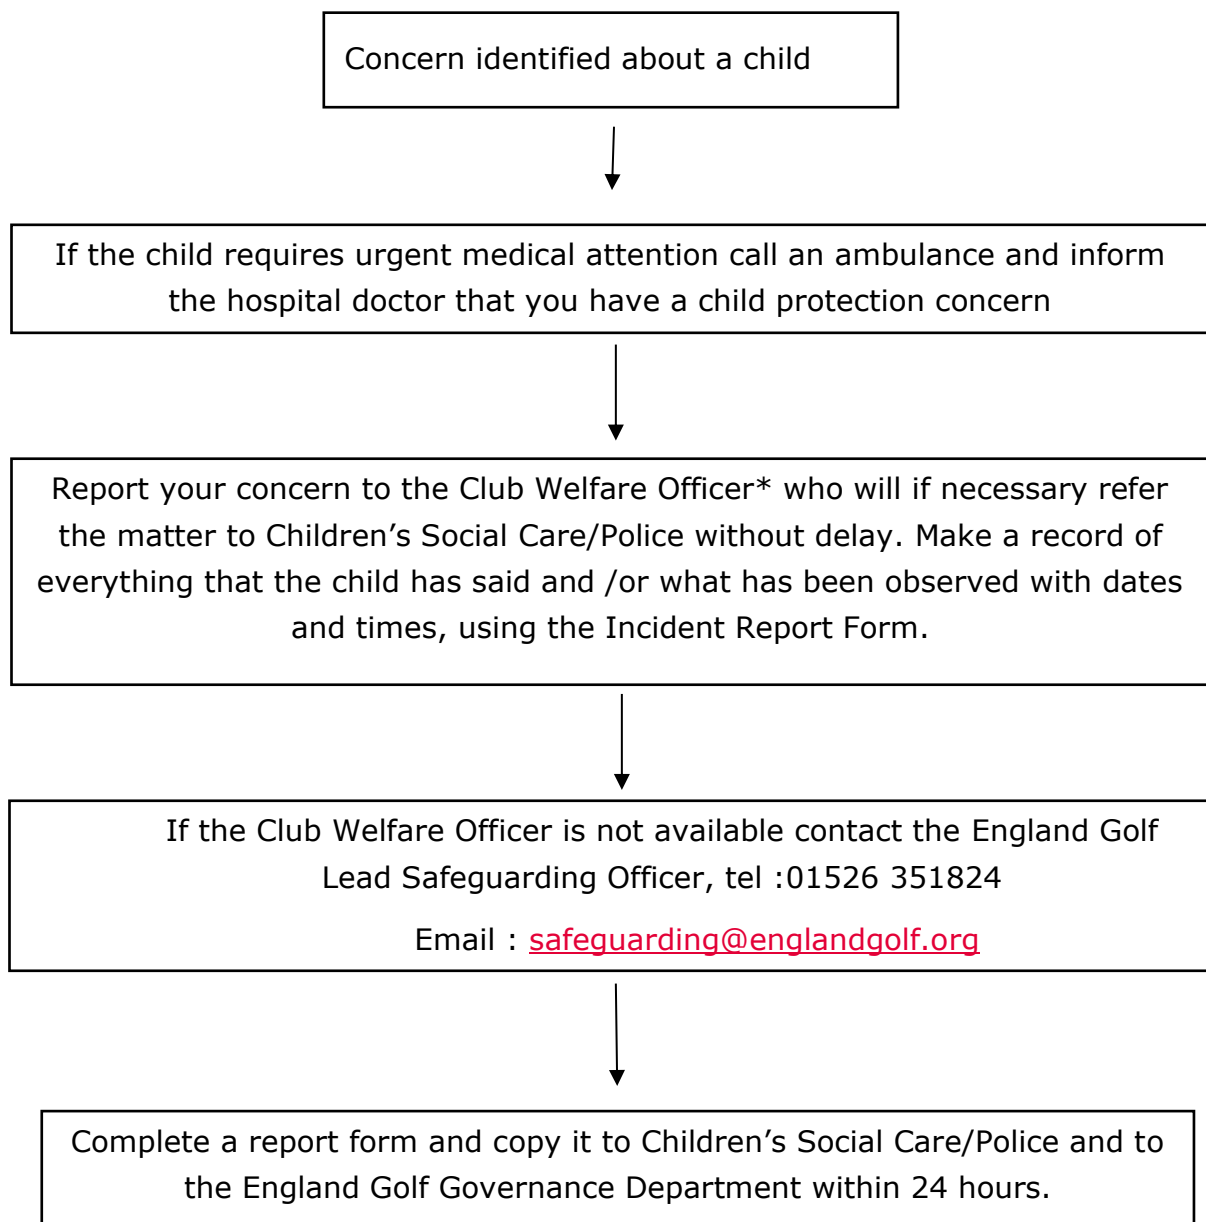 Concern identified about a child
If the child requires urgent medical attention call an ambulance and inform
the hospital doctor that you have a child protection concern
Report your concern to the Club Welfare Officer* who will if necessary refer
the matter to Children’s Social Care/Police without delay. Make a record of
everything that the child has said and /or what has been observed with dates
and times, using the Incident Report Form.
If the Club Welfare Officer is not available contact the England Golf
Lead Safeguarding Officer, tel :01526 351824
Email : safeguarding@englandgolf.org
Complete a report form and copy it to Children’s Social Care/Police and to
the England Golf Governance Department within 24 hours.